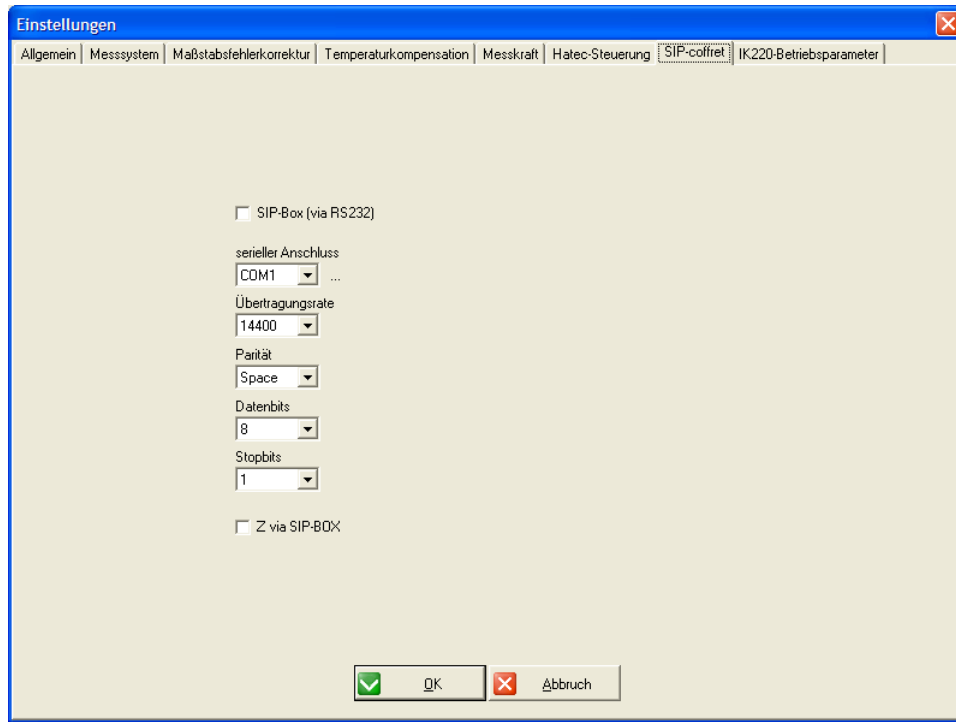 Einstellungen
Allgemein Messsystem Maßstabsfehlerkorrektur Temperaturkompensation Messkraft Hatec-Steuerung SIP-coffret IK220-Betriebsparameter
SIP-Box (via RS232)
serieller Anschluss
COM1 ...
Übertragungsrate
14400
Parität
Space
Datenbits
8
Stopbits
1
Z via SIP-BOX
OK Abbruch